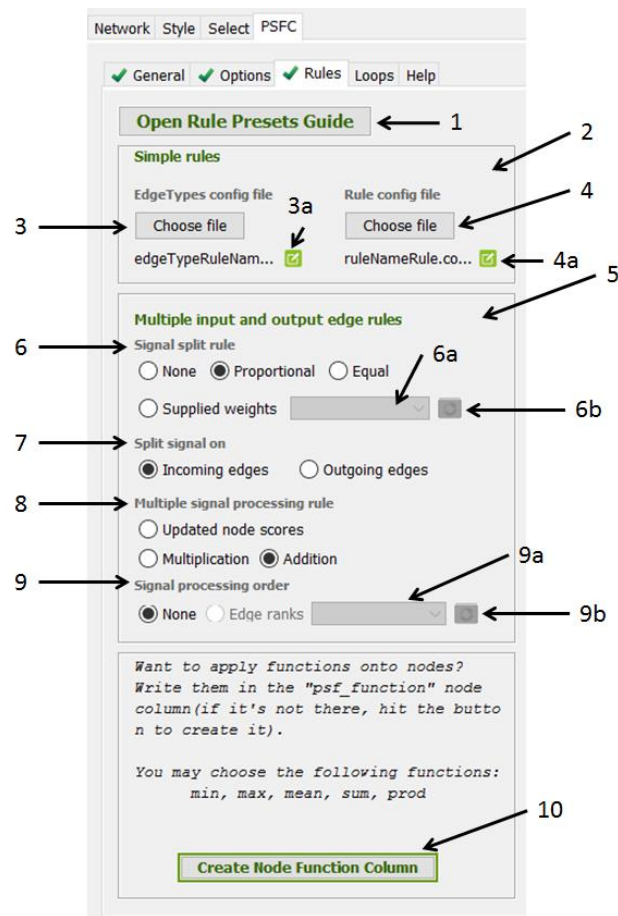 Network Style Select PSFC
General Options Rules Loops Help
Open Rule Presets Guide 1
2
Simple rules
EdgeTypes config file Rule config file 4
3 Choose file 3a Choose file
edgeTypeRuleNam... ruleNameRule.co... 4a
5
Multiple input and output edge rules
6 Signal split rule
6a
None Proportional Equal
Supplied weights 6b
7 Split signal on
Incoming edges Outgoing edges
8 Multiple signal processing rule
Updated node scores
Multiplication Addition 9a
9 Signal processing order
None Edge ranks 9b
Want to apply functions onto nodes?
Write them in the "psf_function" node
column(if it's not there, hit the butto
n to create it).
You may choose the following functions:
min, max, mean, sum, prod
10
Create Node Function Column